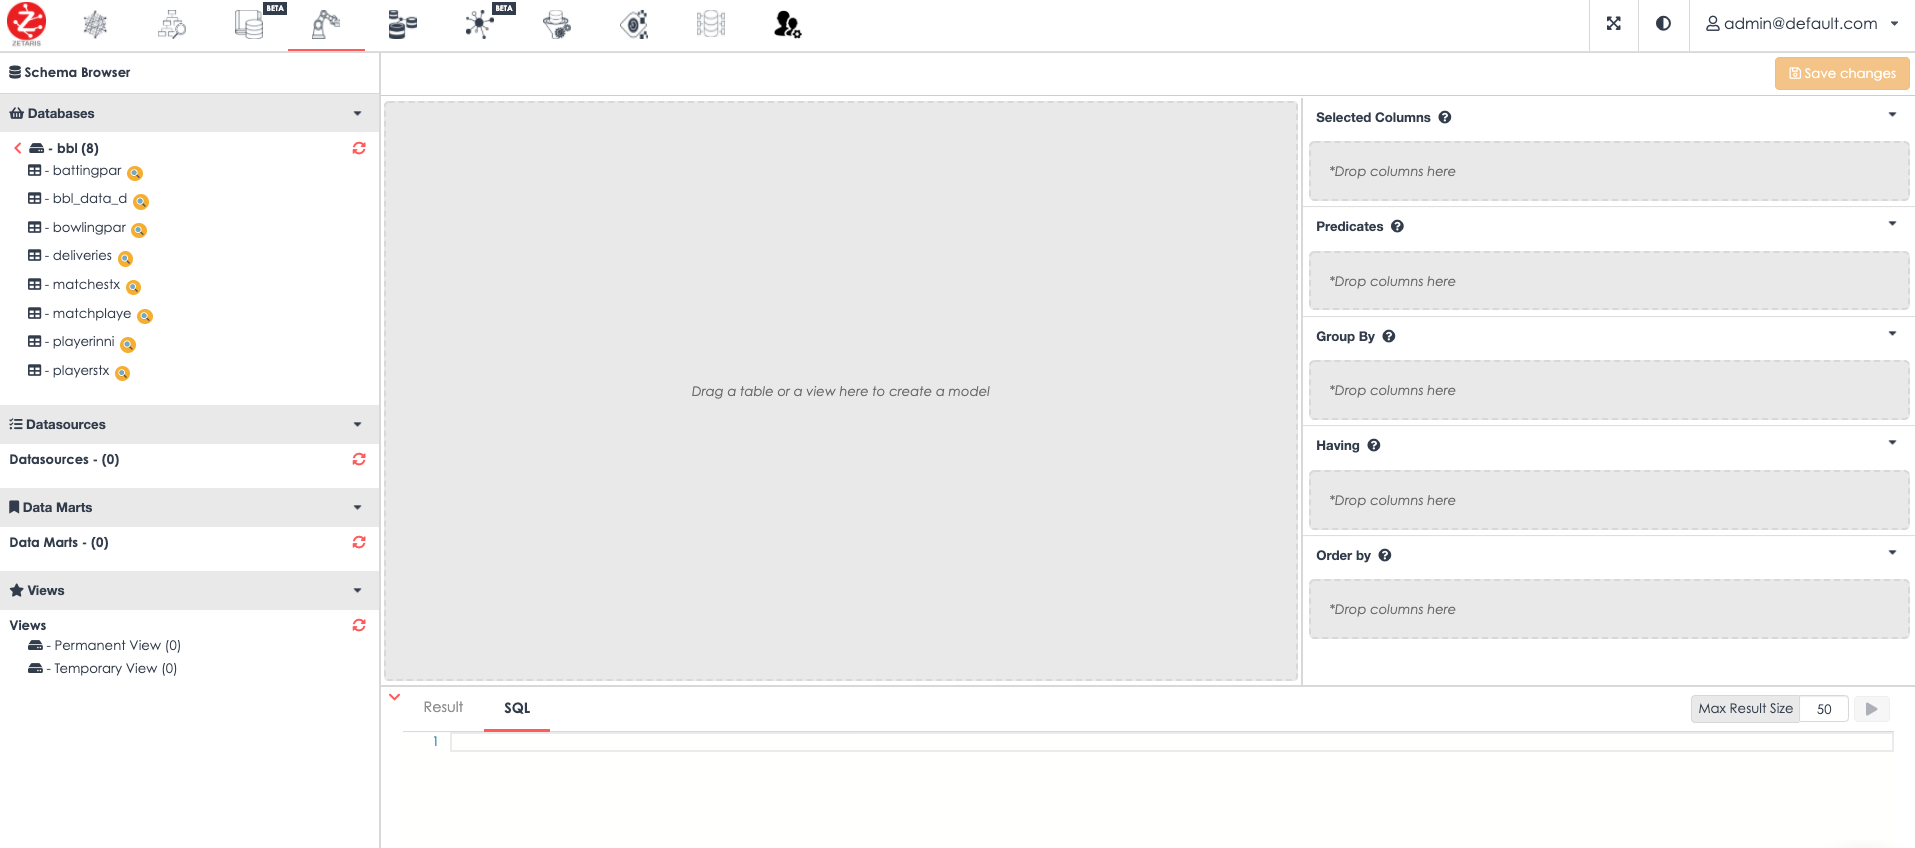 ZETARIS
BETA
BETA
admin@default.com
Schema Browser
Save changes
Databases
- bbl (8)
- battingpar
- bbl_data_d
- bowlingpar
- deliveries
- matchestx
- matchplaye
- playerinni
- playerstx
Datasources
Datasources - (0)
Data Marts
Data Marts - (0)
Views
Views
- Permanent View (0)
- Temporary View (0)
Drag a table or a view here to create a model
Selected Columns
*Drop columns here
Predicates
*Drop columns here
Group By
*Drop columns here
Having
*Drop columns here
Order by
*Drop columns here
Result
SQL
Max Result Size
50
1